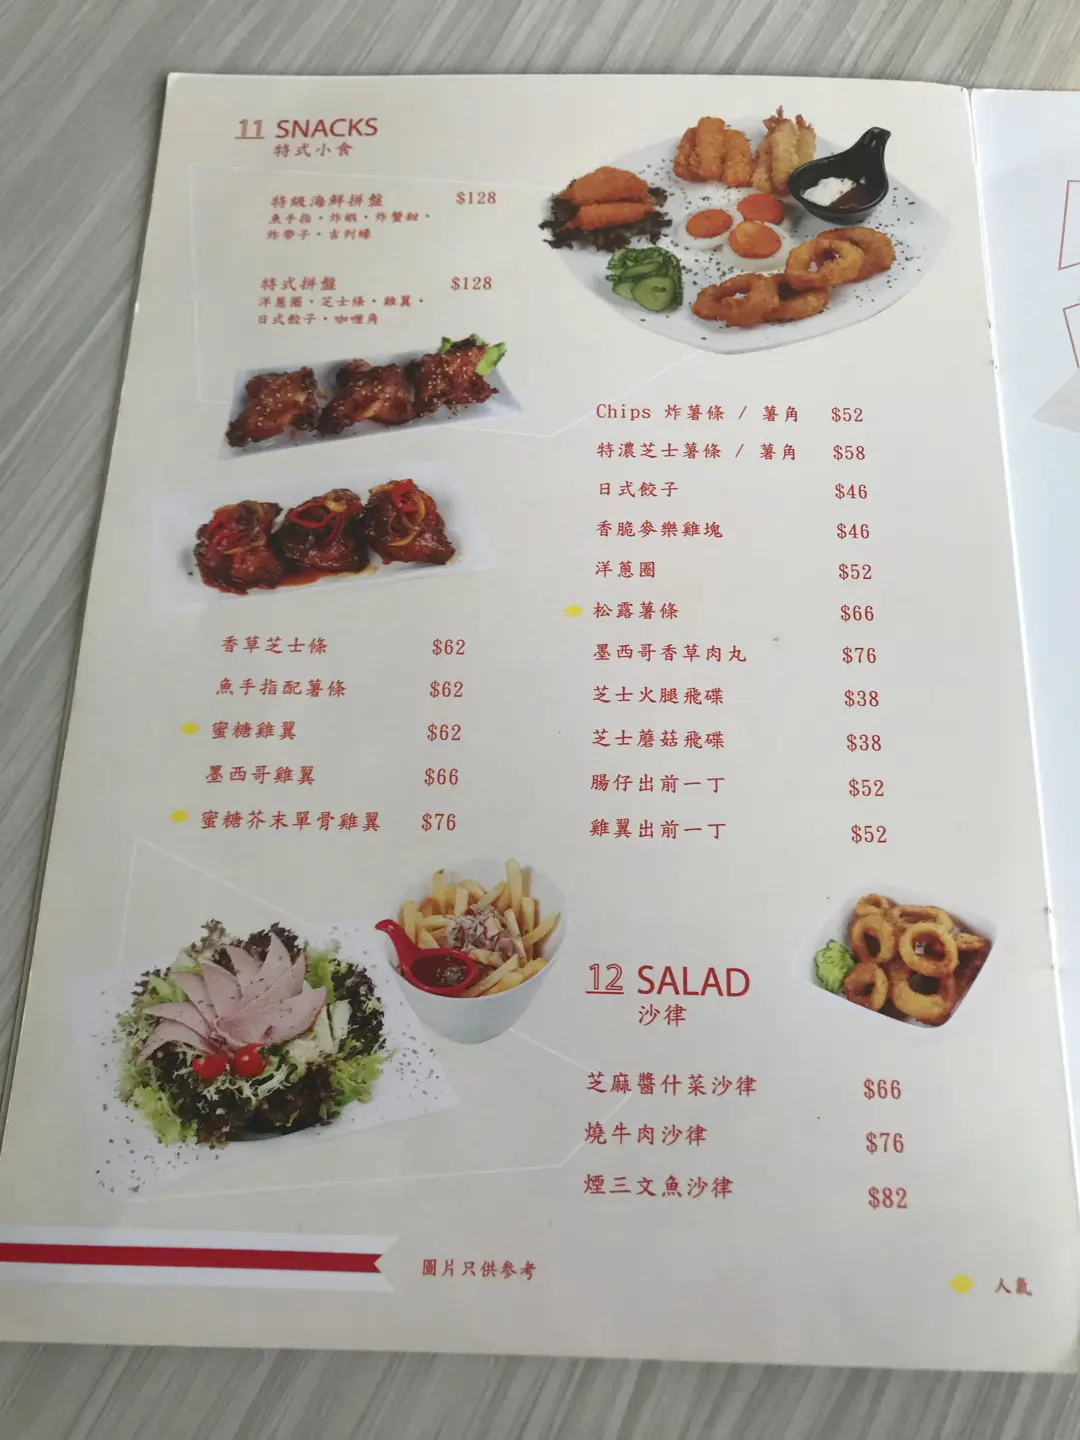 11 SNACKS
特式小食
特級海鮮拼盤 $128
魚手指、炸蝦、炸蟹鉗、
炸帶子、吉列蠔
特式拼盤 $128
洋蔥圈、芝士條、雞翼、
日式餃子、咖喱角
香草芝士條 $62
魚手指配薯條 $62
蜜糖雞翼 $62
墨西哥雞翼 $66
蜜糖芥末單骨雞翼 $76
Chips 炸薯條 / 薯角 $52
特濃芝士薯條 / 薯角 $58
日式餃子 $46
香脆麥樂雞塊 $46
洋蔥圈 $52
松露薯條 $66
墨西哥香草肉丸 $76
芝士火腿飛碟 $38
芝士蘑菇飛碟 $38
腸仔出前一丁 $52
雞翼出前一丁 $52
12 SALAD
沙律
芝麻醬什菜沙律 $66
燒牛肉沙律 $76
煙三文魚沙律 $82
圖片只供參考
人氣